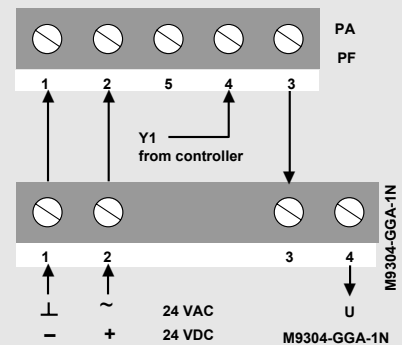 PA
PF
1 2 5 4 3
Y1
from controller
M9304-GGA-1N
1 2 3 4
⊥ ~ 24 VAC U
− + 24 VDC M9304-GGA-1N